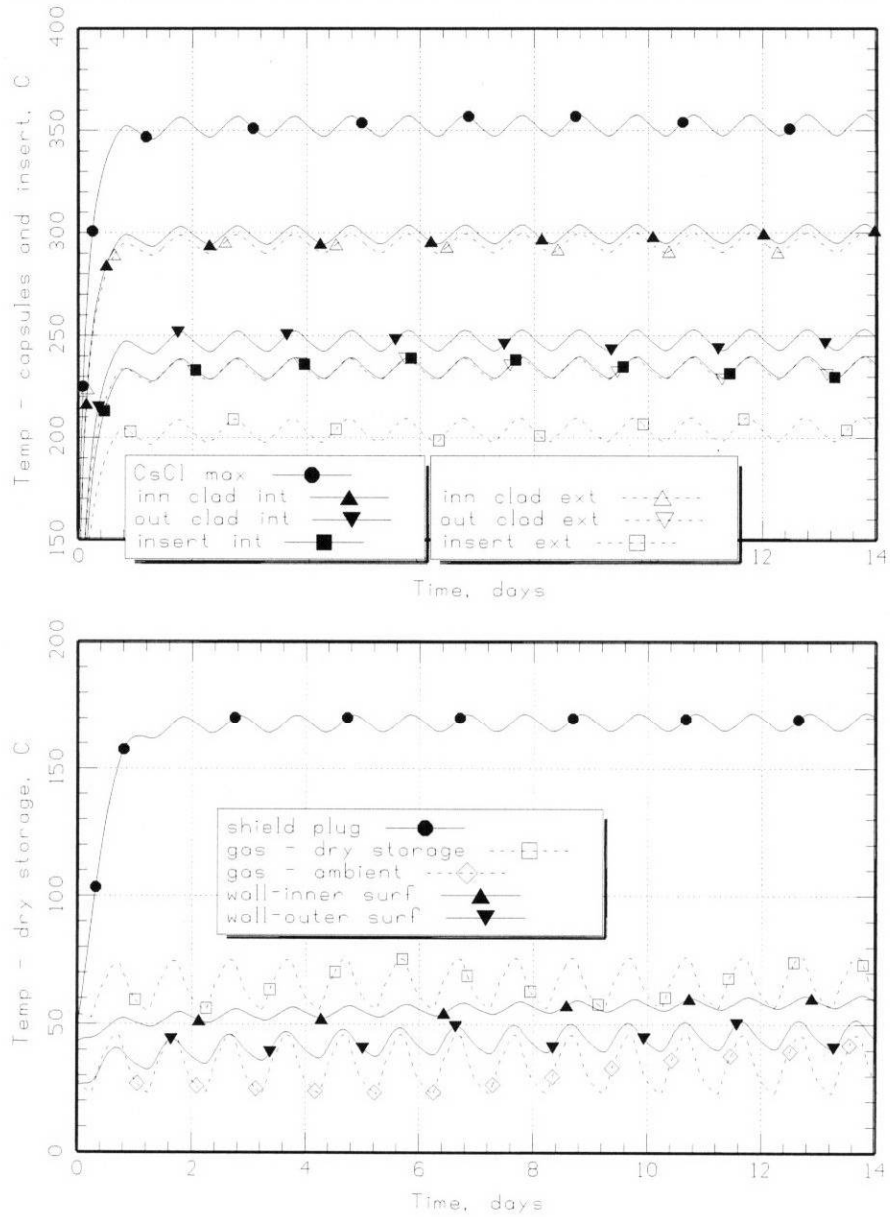 400
350
300
250
200
150
Temp - capsules and insert, C
CsCl max
inn clad int
out clad int
insert int
inn clad ext
out clad ext
insert ext
0 2 4 6 12 14
Time, days
200
150
100
50
0
Temp - dry storage, C
shield plug
gas - dry storage
gas - ambient
wall-inner surf
wall-outer surf
0 2 4 6 8 10 12 14
Time, days